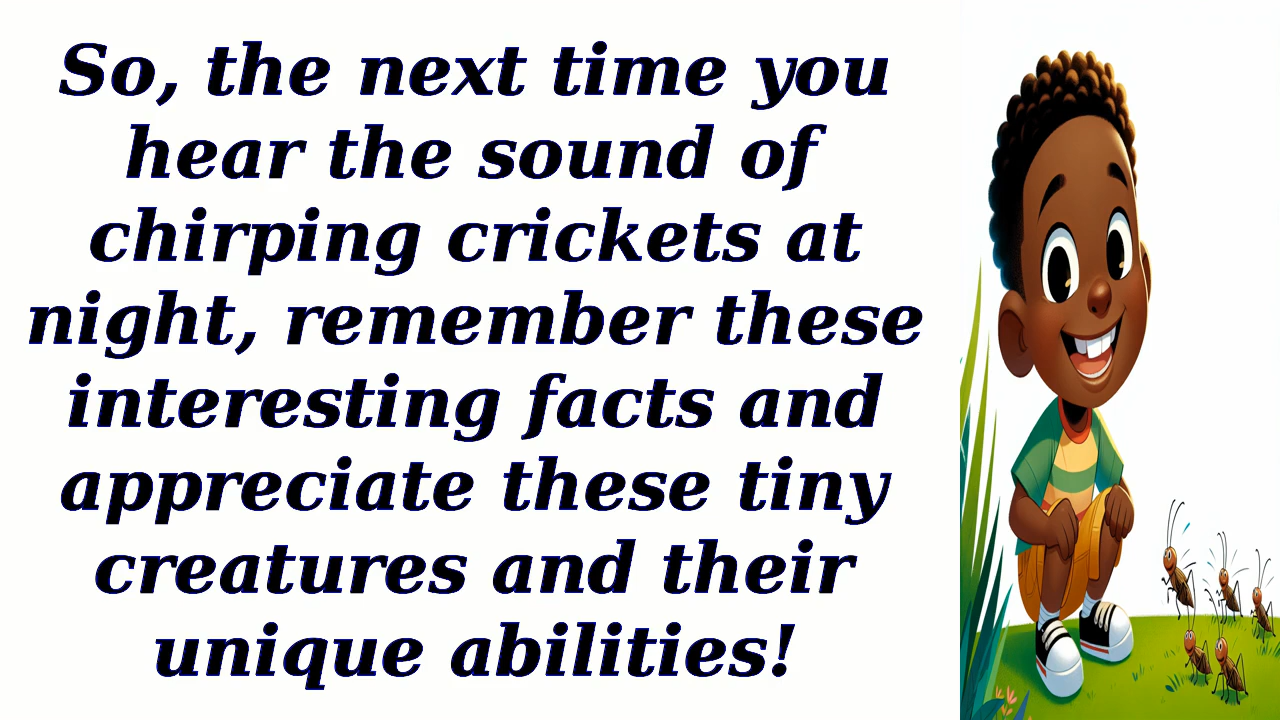 So, the next time you
hear the sound of
chirping crickets at
night, remember these
interesting facts and
appreciate these tiny
creatures and their
unique abilities!